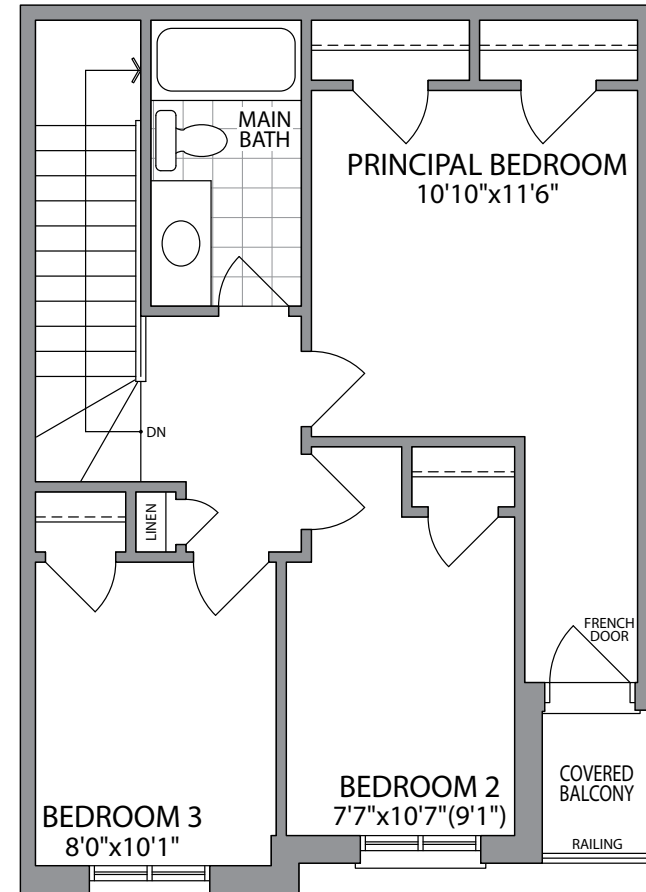 MAIN
BATH
PRINCIPAL BEDROOM
10'10"x11'6"
DN
LINEN
FRENCH
DOOR
BEDROOM 2
7'7"x10'7"(9'1")
COVERED
BALCONY
BEDROOM 3
8'0"x10'1"
RAILING